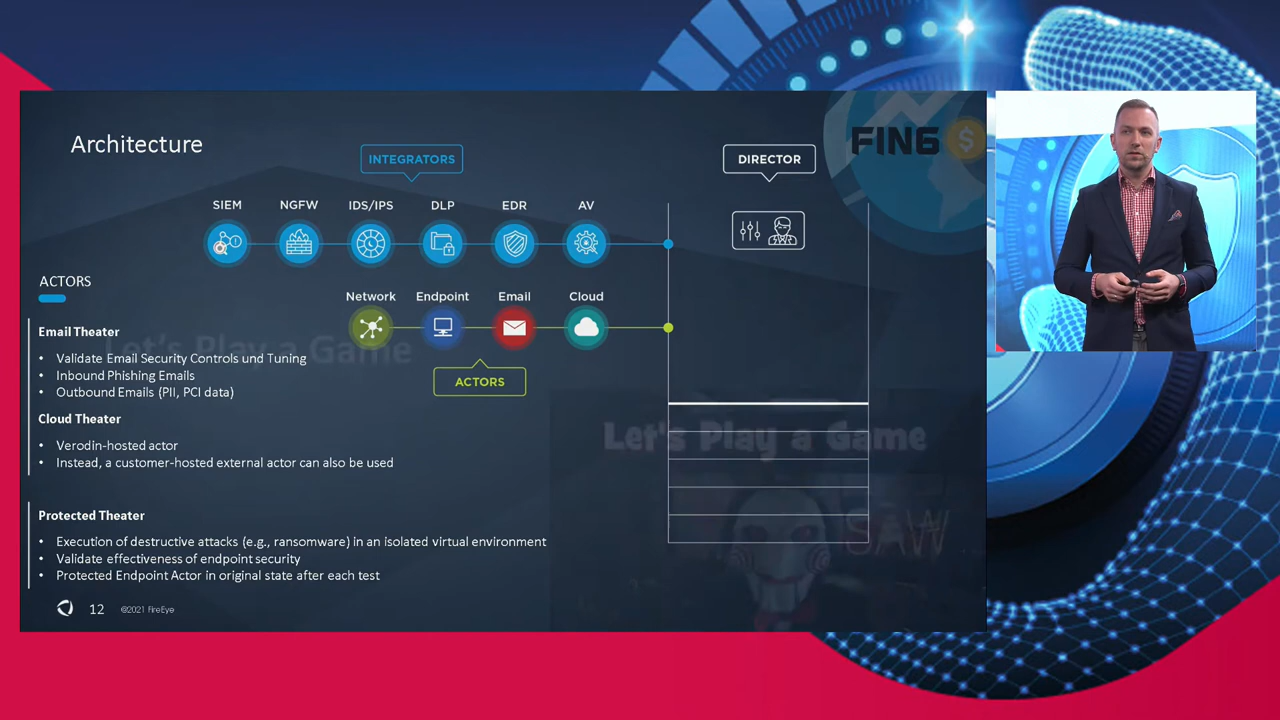 Architecture
FIN6 $
INTEGRATORS
DIRECTOR
SIEM NGFW IDS/IPS DLP EDR AV
ACTORS
Network Endpoint Email Cloud
Email Theater
Let's Play a Game
• Validate Email Security Controls und Tuning
• Inbound Phishing Emails
• Outbound Emails (PII, PCI data)
ACTORS
Cloud Theater
Let's Play a Game
• Verodin-hosted actor
• Instead, a customer-hosted external actor can also be used
Protected Theater
SAW
• Execution of destructive attacks (e.g., ransomware) in an isolated virtual environment
• Validate effectiveness of endpoint security
• Protected Endpoint Actor in original state after each test
12 ©2021 FireEye